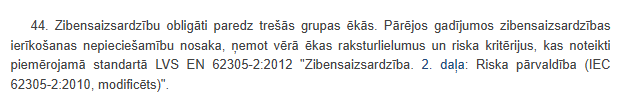 44. Zibensaizsardzību obligāti paredz trešās grupas ēkās. Pārējos gadījumos zibensaizsardzības
ierīkošanas nepieciešamību nosaka, ņemot vērā ēkas raksturlielumus un riska kritērijus, kas noteikti
piemērojamā standartā LVS EN 62305-2:2012 "Zibensaizsardzība. 2. daļa: Riska pārvaldība (IEC
62305-2:2010, modificēts)".